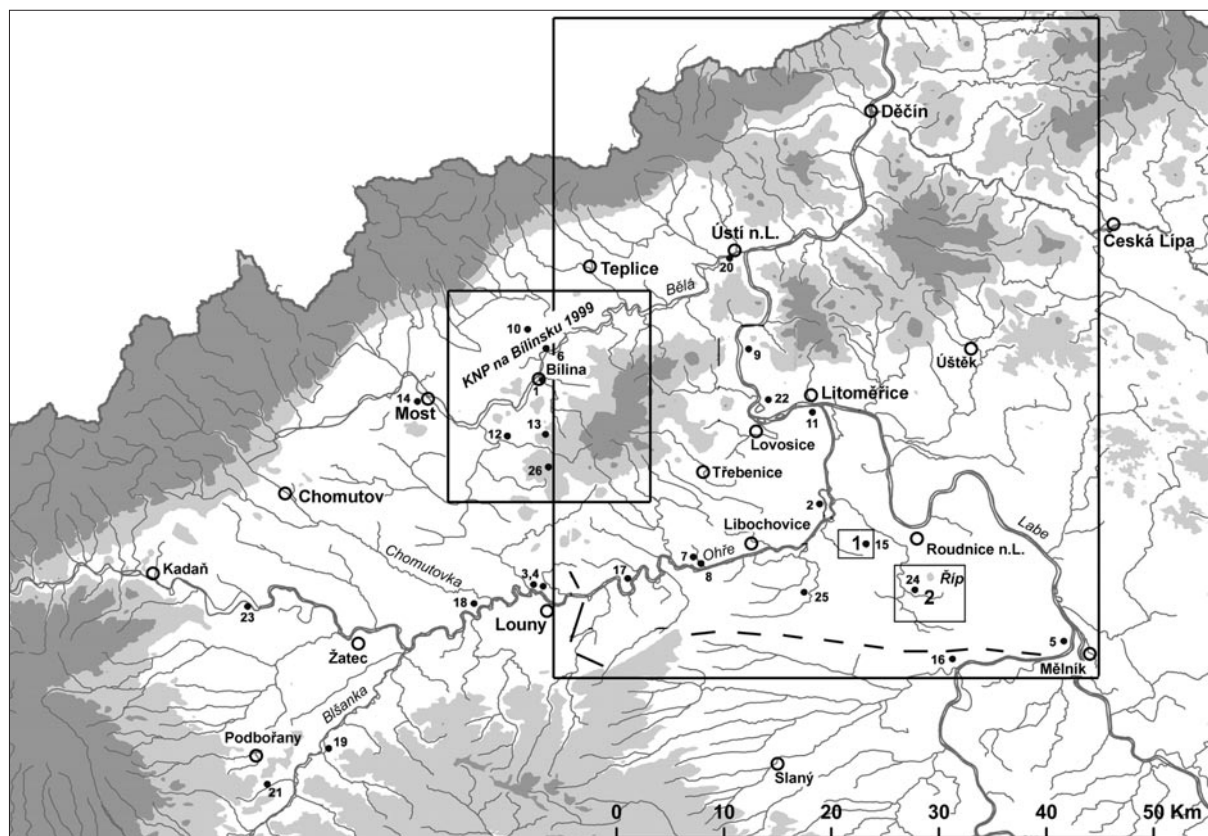 Děčín
Česká Lípa
Ústí n.L.
20
Teplice
Bělá
10
KNP na Bílinsku 1999
6
Bílina
1
9
Úštěk
14
Most
22
Litoměřice
11
13
12
Lovosice
26
Třebenice
Chomutov
2
Labe
Libochovice
1
15
Roudnice n.L.
7
Ohře
8
Kadaň
Chomutovka
3,4
17
24
Říp
2
25
23
18
Louny
Žatec
5
16
Mělník
Blšanka
Podbořany
19
21
Slaný
0 10 20 30 40 50 Km